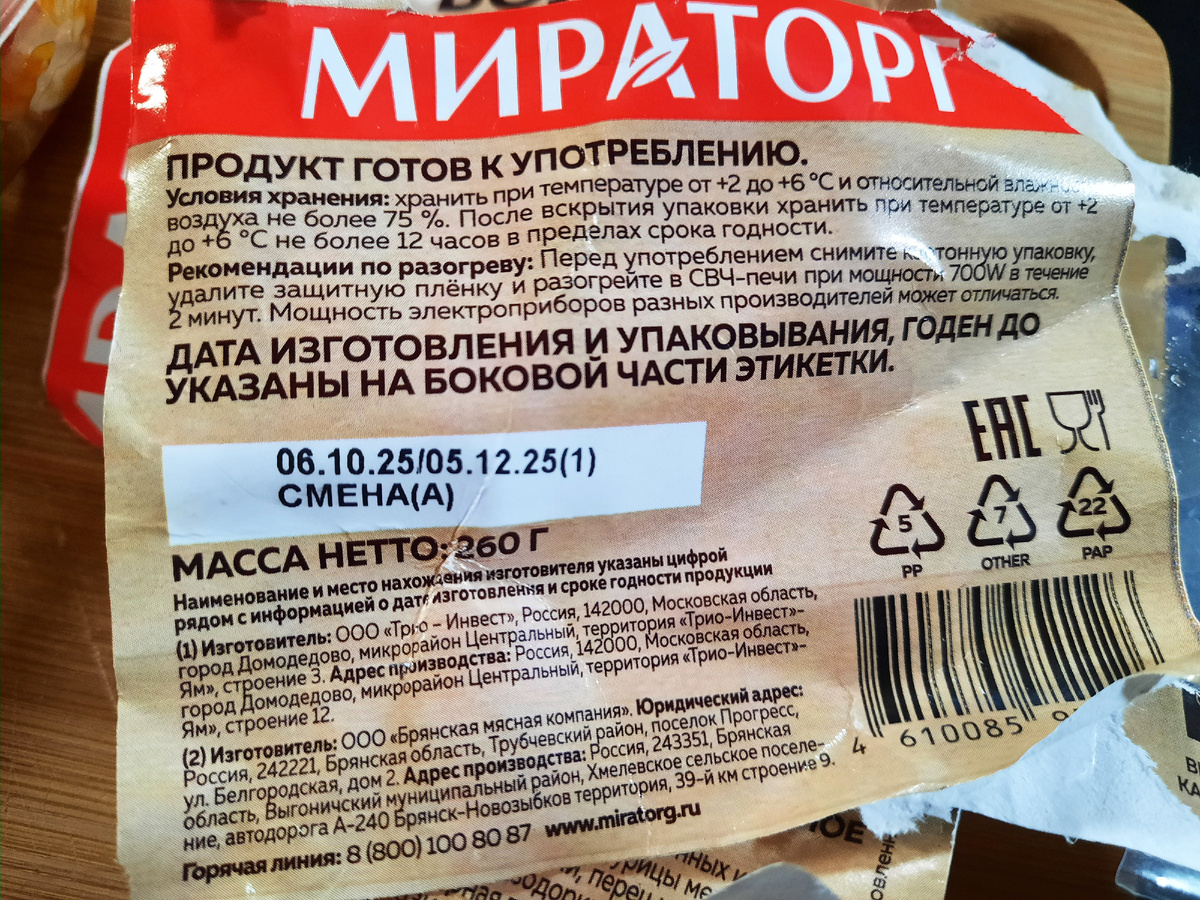 МИРАТОРГ
ПРОДУКТ ГОТОВ К УПОТРЕБЛЕНИЮ.
Условия хранения: хранить при температуре от +2 до +6 °С и относительной
воздуха не более 75 %. После вскрытия упаковки хранить при температуре от +2
до +6 °С не более 12 часов в пределах срока годности.
Рекомендации по разогреву: Перед употреблением снимите картонную упаковку,
удалите защитную плёнку и разогрейте в СВЧ-печи при мощности 700W в течение
2 минут. Мощность электроприборов разных производителей может отличаться.
ДАТА ИЗГОТОВЛЕНИЯ И УПАКОВЫВАНИЯ, ГОДЕН ДО
УКАЗАНЫ НА БОКОВОЙ ЧАСТИ ЭТИКЕТКИ.
EAC
06.10.25/05.12.25(1)
СМЕНА(А)
5
PP
7
OTHER
22
PAP
МАССА НЕТТО: 260 Г
Наименование и место нахождения изготовителя указаны цифрой
рядом с информацией о дате изготовления и сроке годности продукции
(1) Изготовитель: ООО «Трио – Инвест», Россия, 142000, Московская область,
город Домодедово, микрорайон Центральный, территория «Трио-Инвест»-
Ям», строение 3. Адрес производства: Россия, 142000, Московская область,
город Домодедово, микрорайон Центральный, территория «Трио-Инвест»-
Ям», строение 12.
(2) Изготовитель: ООО «Брянская мясная компания». Юридический адрес:
Россия, 242221, Брянская область, Трубчевский район, поселок Прогресс,
ул. Белгородская, дом 2. Адрес производства: Россия, 243351, Брянская
область, Выгоничский муниципальный район, Хмелевское сельское поселе-
ние, автодорога А-240 Брянск-Новозыбков территория, 39-й км строение 9.
Горячая линия: 8 (800) 100 80 87 www.miratorg.ru
4 610085